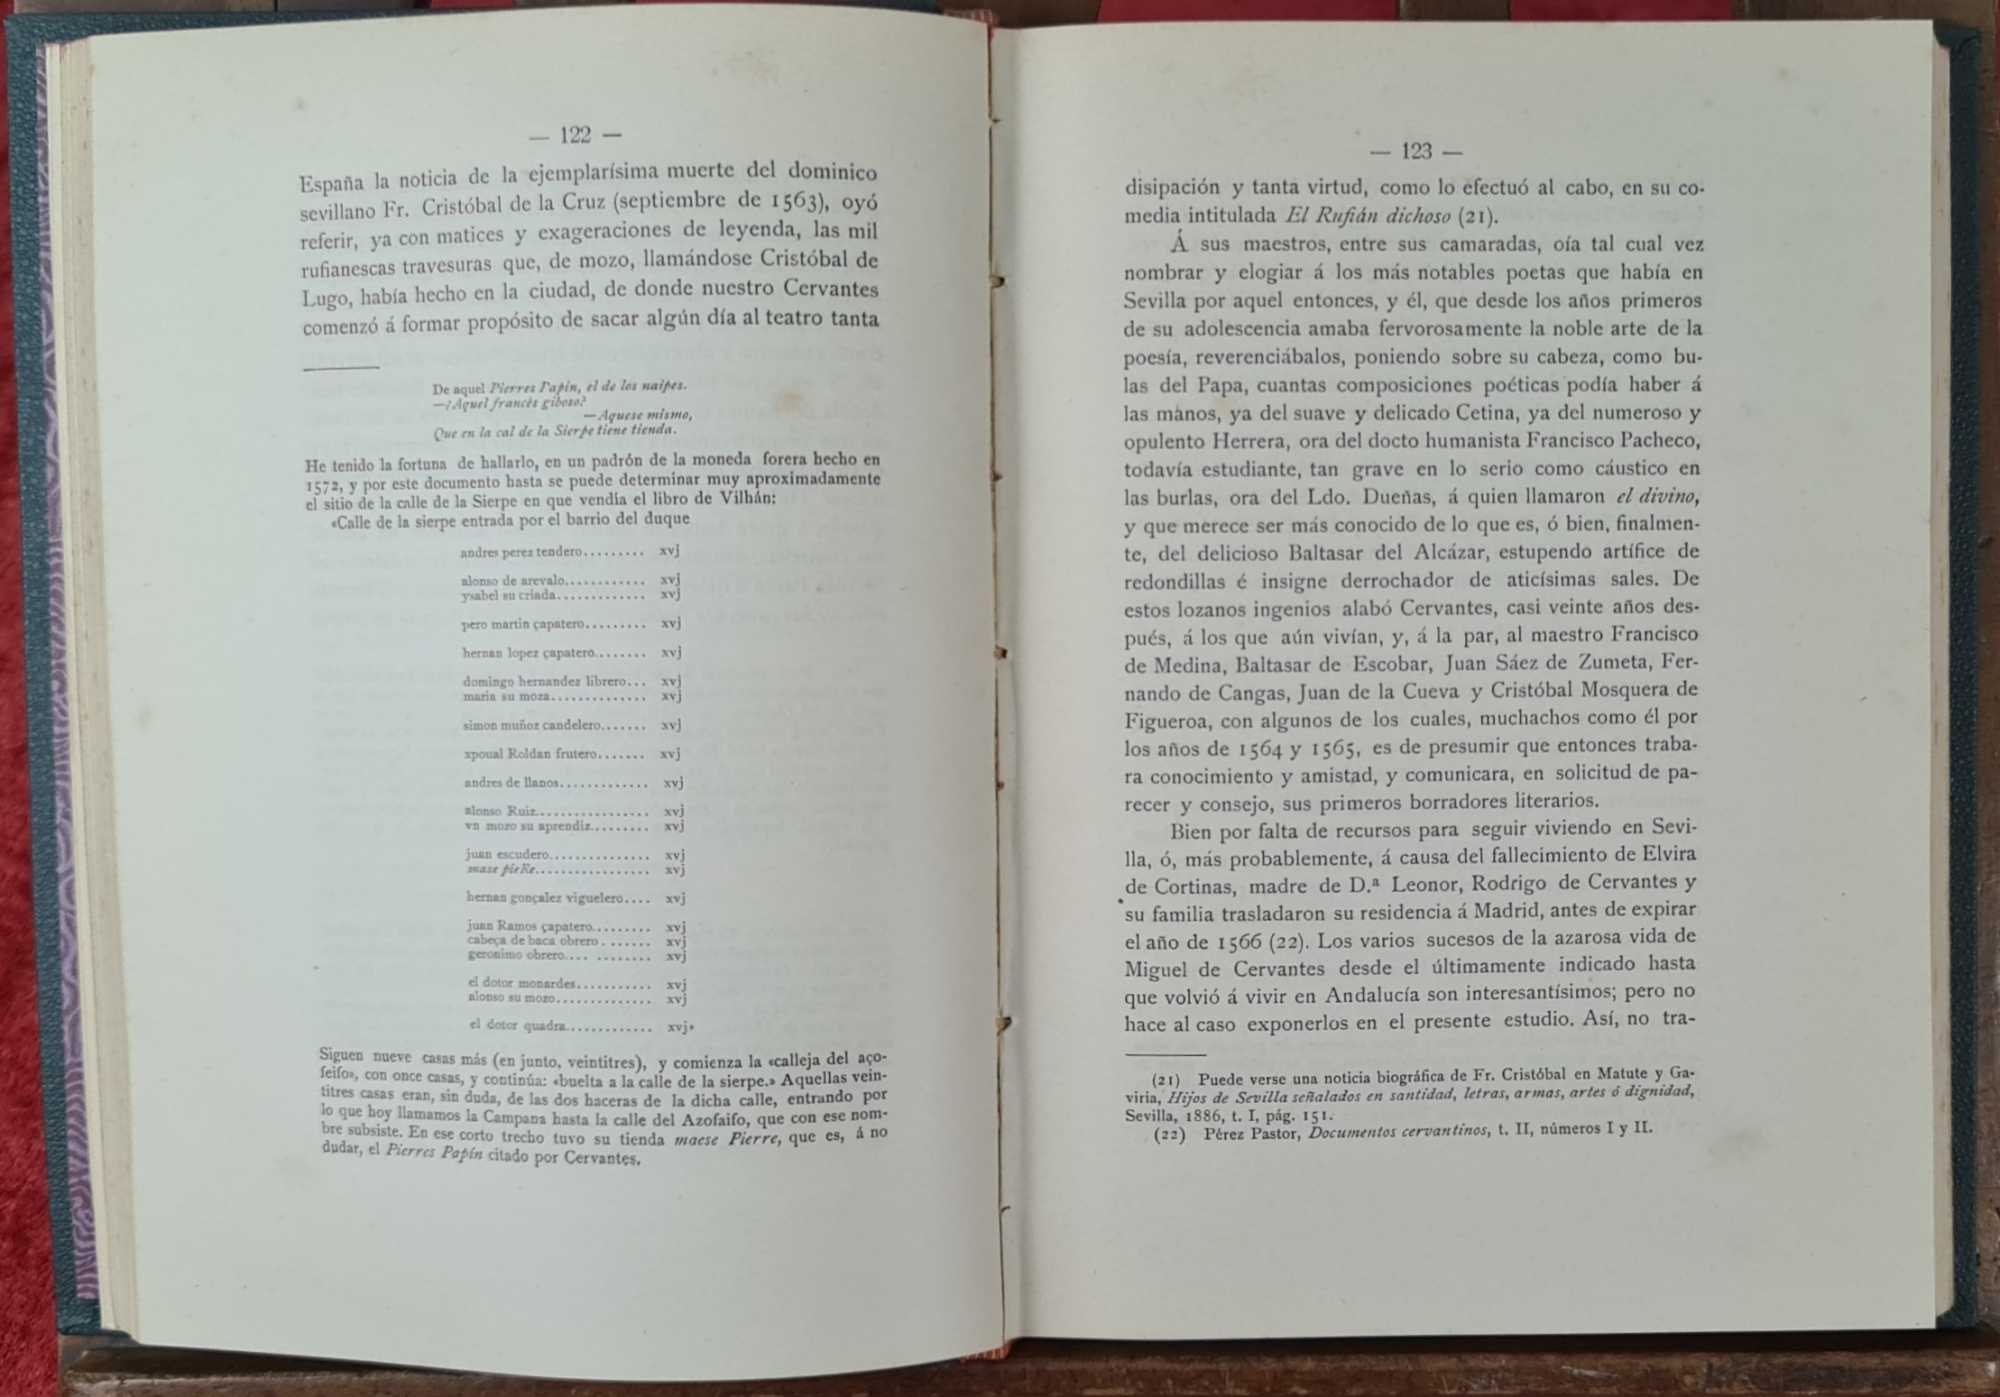 — 122 —
España la noticia de la ejemplarísima muerte del dominico
sevillano Fr. Cristóbal de la Cruz (septiembre de 1563), oyó
referir, ya con matices y exageraciones de leyenda, las mil
rufianescas travesuras que, de mozo, llamándose Cristóbal de
Lugo, había hecho en la ciudad, de donde nuestro Cervantes
comenzó á formar propósito de sacar algún día al teatro tanta
De aquel Pierres Papín, el de los naipes.
—¿Aquel francés giboso?
—Aquese mismo,
Que en la cal de la Sierpe tiene tienda.
He tenido la fortuna de hallarlo, en un padrón de la moneda forera hecho en
1572, y por este documento hasta se puede determinar muy aproximadamente
el sitio de la calle de la Sierpe en que vendía el libro de Vilhán:
«Calle de la sierpe entrada por el barrio del duque
andres perez tendero......... xvj
alonso de arevalo............ xvj
ysabel su criada............. xvj
pero martin çapatero......... xvj
hernan lopez çapatero........ xvj
domingo hernandez librero... xvj
maria su moza.............. xvj
simon muñoz candelero....... xvj
xpoual Roldan frutero....... xvj
andres de llanos............. xvj
alonso Ruiz................ xvj
vn mozo su aprendiz......... xvj
juan escudero............... xvj
mase pieRe................. xvj
hernan gonçalez viguelero.... xvj
juan Ramos çapatero......... xvj
cabeça de baca obrero ....... xvj
geronimo obrero.... ........ xvj
el dotor monardes........... xvj
alonso su mozo.............. xvj
el dotor quadra............. xvj»
Siguen nueve casas más (en junto, veintitres), y comienza la «calleja del aço-
feifo», con once casas, y continúa: «buelta a la calle de la sierpe.» Aquellas vein-
titres casas eran, sin duda, de las dos haceras de la dicha calle, entrando por
lo que hoy llamamos la Campana hasta la calle del Azofaifo, que con ese nom-
bre subsiste. En ese corto trecho tuvo su tienda maese Pierre, que es, á no
dudar, el Pierres Papín citado por Cervantes.
— 123 —
disipación y tanta virtud, como lo efectuó al cabo, en su co-
media intitulada El Rufián dichoso (21).
Á sus maestros, entre sus camaradas, oía tal cual vez
nombrar y elogiar á los más notables poetas que había en
Sevilla por aquel entonces, y él, que desde los años primeros
de su adolescencia amaba fervorosamente la noble arte de la
poesía, reverenciábalos, poniendo sobre su cabeza, como bu-
las del Papa, cuantas composiciones poéticas podía haber á
las manos, ya del suave y delicado Cetina, ya del numeroso y
opulento Herrera, ora del docto humanista Francisco Pacheco,
todavía estudiante, tan grave en lo serio como cáustico en
las burlas, ora del Ldo. Dueñas, á quien llamaron el divino,
y que merece ser más conocido de lo que es, ó bien, finalmen-
te, del delicioso Baltasar del Alcázar, estupendo artífice de
redondillas é insigne derrochador de aticísimas sales. De
estos lozanos ingenios alabó Cervantes, casi veinte años des-
pués, á los que aún vivían, y, á la par, al maestro Francisco
de Medina, Baltasar de Escobar, Juan Sáez de Zumeta, Fer-
nando de Cangas, Juan de la Cueva y Cristóbal Mosquera de
Figueroa, con algunos de los cuales, muchachos como él por
los años de 1564 y 1565, es de presumir que entonces traba-
ra conocimiento y amistad, y comunicara, en solicitud de pa-
recer y consejo, sus primeros borradores literarios.
Bien por falta de recursos para seguir viviendo en Sevi-
lla, ó, más probablemente, á causa del fallecimiento de Elvira
de Cortinas, madre de D.ª Leonor, Rodrigo de Cervantes y
su familia trasladaron su residencia á Madrid, antes de expirar
el año de 1566 (22). Los varios sucesos de la azarosa vida de
Miguel de Cervantes desde el últimamente indicado hasta
que volvió á vivir en Andalucía son interesantísimos; pero no
hace al caso exponerlos en el presente estudio. Así, no tra-
(21) Puede verse una noticia biográfica de Fr. Cristóbal en Matute y Ga-
viria, Hijos de Sevilla señalados en santidad, letras, armas, artes ó dignidad,
Sevilla, 1886, t. I, pág. 151.
(22) Pérez Pastor, Documentos cervantinos, t. II, números I y II.